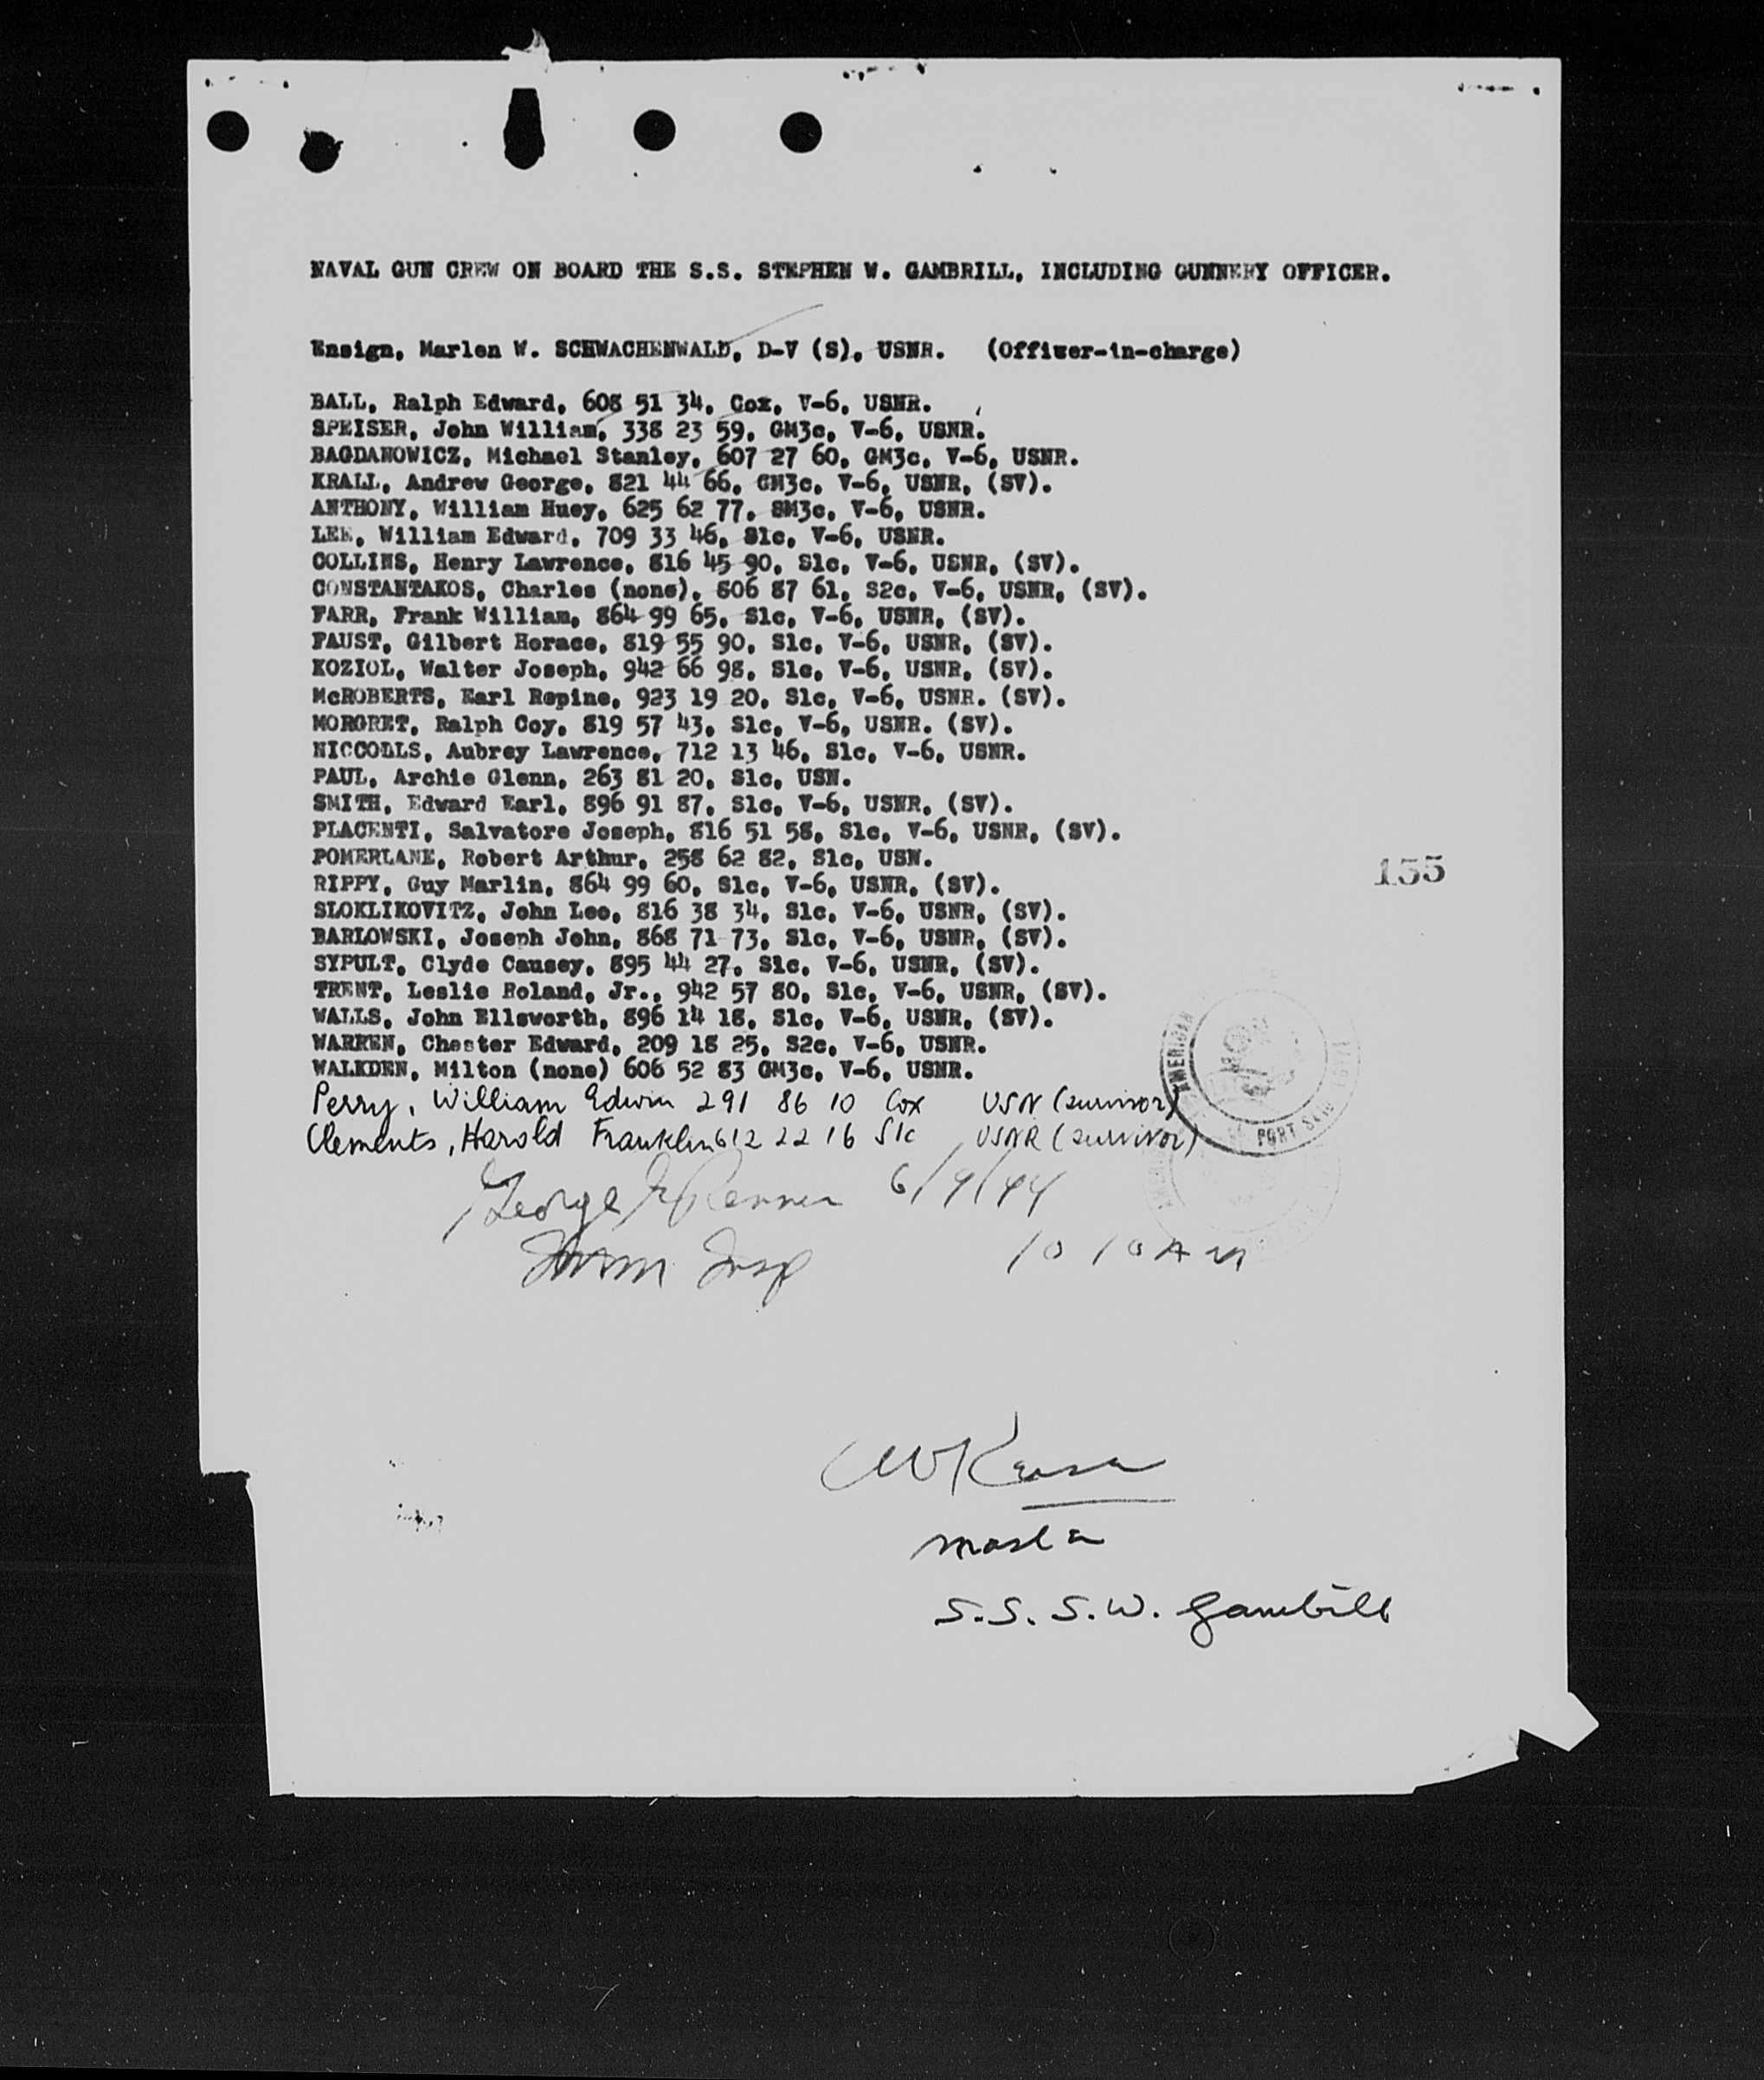 NAVAL GUN CREW ON BOARD THE S.S. STEPHEN W. GAMBRILL, INCLUDING GUNNERY OFFICER.
Ensign, Marlen W. SCHWACHENWALD, D-V (S), USNR. (Officer-in-charge)
BALL, Ralph Edward, 608 51 34, Cox, V-6, USNR.
SPEISER, John William, 338 23 59, GM3c, V-6, USNR.
BAGDANOWICZ, Michael Stanley, 607 27 60, GM3c, V-6, USNR.
KRALL, Andrew George, 821 44 66, GM3c, V-6, USNR, (SV).
ANTHONY, William Huey, 625 62 77, SM3c, V-6, USNR.
LEE, William Edward, 709 33 46, S1c, V-6, USNR.
COLLINS, Henry Lawrence, 816 45 90, S1c, V-6, USNR, (SV).
CONSTANTAKOS, Charles (none), 806 87 61, S2c, V-6, USNR, (SV).
FARR, Frank William, 864 99 65, S1c, V-6, USNR, (SV).
FAUST, Gilbert Horace, 819 55 90, S1c, V-6, USNR, (SV).
KOZIOL, Walter Joseph, 942 66 98, S1c, V-6, USNR, (SV).
McROBERTS, Earl Repine, 923 19 20, S1c, V-6, USNR. (SV).
MORGRET, Ralph Coy, 819 57 43, S1c, V-6, USNR. (SV).
NICCOLLS, Aubrey Lawrence, 712 13 46, S1c, V-6, USNR.
PAUL, Archie Glenn, 263 81 20, S1c, USN.
SMITH, Edward Earl, 896 91 87, S1c, V-6, USNR, (SV).
PLACENTI, Salvatore Joseph, 816 51 58, S1c, V-6, USNR, (SV).
POMERLANE, Robert Arthur, 258 62 82, S1c, USN.
RIPPY, Guy Marlin, 864 99 60, S1c, V-6, USNR, (SV).
SLOKLIKOVITZ, John Leo, 816 38 34, S1c, V-6, USNR, (SV).
BARLOWSKI, Joseph John, 868 71 73, S1c, V-6, USNR, (SV).
SYPULT, Clyde Causey, 895 44 27, S1c, V-6, USNR, (SV).
TRENT, Leslie Roland, Jr., 942 57 80, S1c, V-6, USNR, (SV).
WALLS, John Ellsworth, 896 14 18, S1c, V-6, USNR, (SV).
WARREN, Chester Edward, 209 18 25, S2c, V-6, USNR.
WALKDEN, Milton (none) 606 52 83 GM3c, V-6, USNR.
Perry, William Edwin 291 86 10 Cox USN (survivor)
Clements, Harold Franklin 612 22 16 S1c USNR (survivor)
155
AMERICAN
PORT SAID
George 6/9/44
Imm Insp 10 10 AM
Master
S.S. S.W. Gambrill